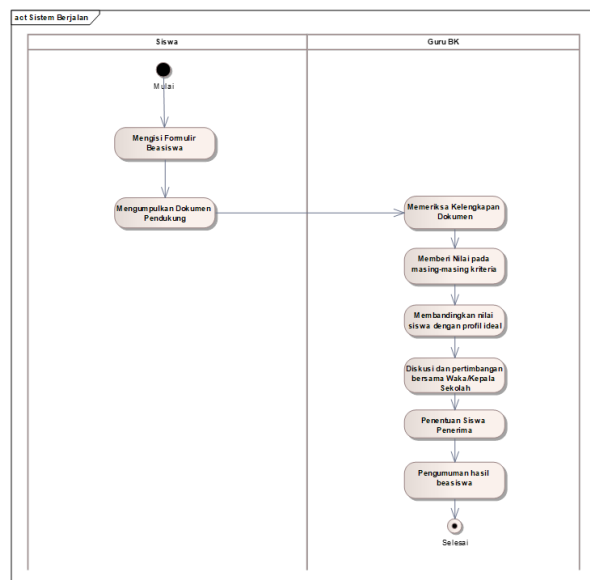 act Sistem Berjalan
Siswa
Guru BK
Mulai
Mengisi Formulir
Beasiswa
Mengumpulkan Dokumen
Pendukung
Memeriksa Kelengkapan
Dokumen
Memberi Nilai pada
masing-masing kriteria
Membandingkan nilai
siswa dengan profil ideal
Diskusi dan pertimbangan
bersama Waka/Kepala
Sekolah
Penentuan Siswa
Penerima
Pengumuman hasil
beasiswa
Selesai